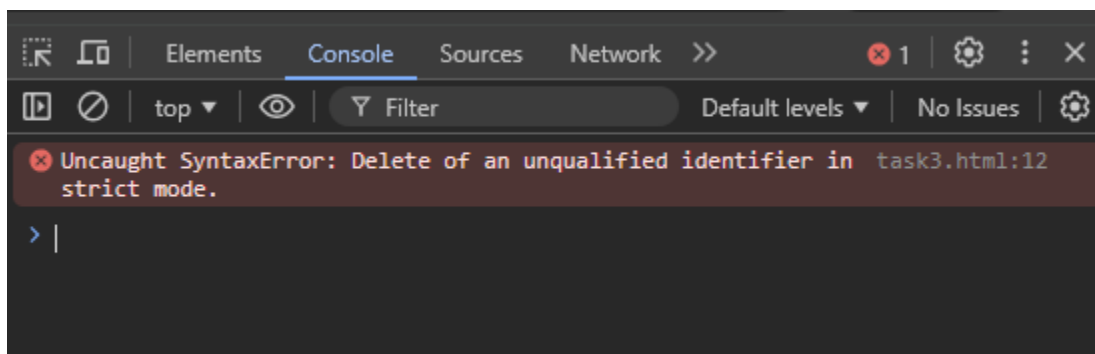 Elements Console Sources Network 1
top Filter Default levels No Issues
Uncaught SyntaxError: Delete of an unqualified identifier in task3.html:12
strict mode.